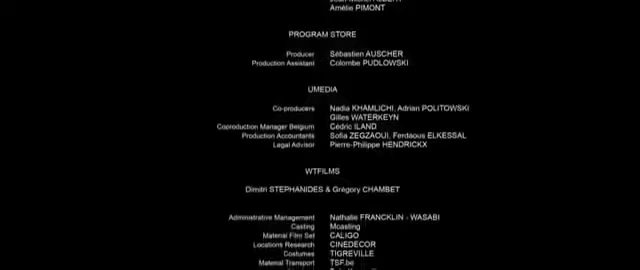 Amélie PIMONT
PROGRAM STORE
Producer Sébastien AUSCHER
Production Assistant Colombe PUDLOWSKI
UMEDIA
Co-producers Nadia KHAMLICHI, Adrian POLITOWSKI
Gilles WATERKEYN
Coproduction Manager Belgium Cédric ILAND
Production Accountants Sofia ZEGZAOUI, Ferdaous ELKESSAL
Legal Advisor Pierre-Philippe HENDRICKX
WTFILMS
Dimitri STEPHANIDES & Grégory CHAMBET
Administrative Management Nathalie FRANCKLIN - WABABI
Casting Moasting
Material Film Set CALIGO
Locations Research CINEDECOR
Costumes TIGREVILLE
Material Transport TSF.be